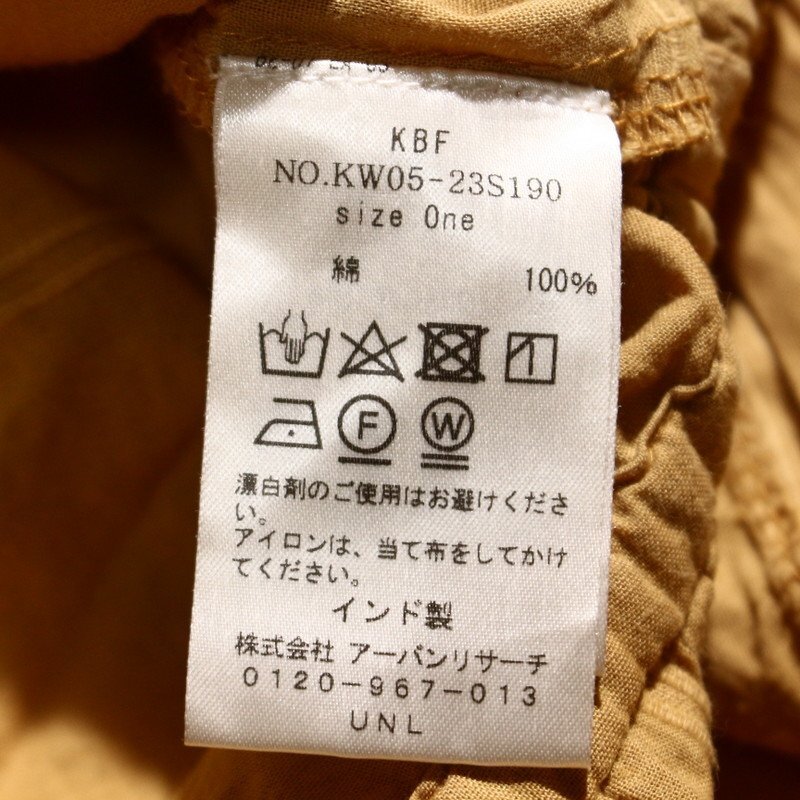 KBF
NO.KW05-23S190
size One
綿 100%
F W
漂白剤のご使用はお避けくださ
い。
アイロンは、当て布をしてかけ
てください。
インド製
株式会社 アーバンリサーチ
0120-967-013
UNL